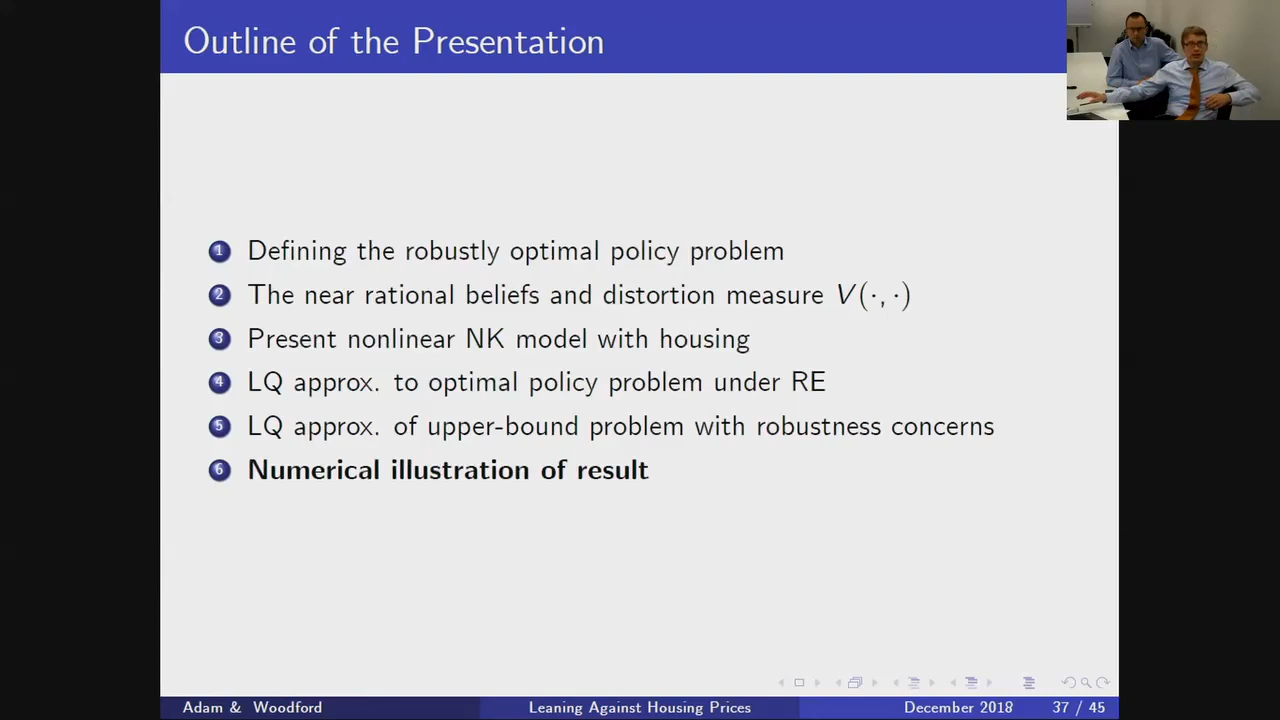 Outline of the Presentation
1 Defining the robustly optimal policy problem
2 The near rational beliefs and distortion measure V(·, ·)
3 Present nonlinear NK model with housing
4 LQ approx. to optimal policy problem under RE
5 LQ approx. of upper-bound problem with robustness concerns
6 Numerical illustration of result
Adam & Woodford Leaning Against Housing Prices December 2018 37 / 45